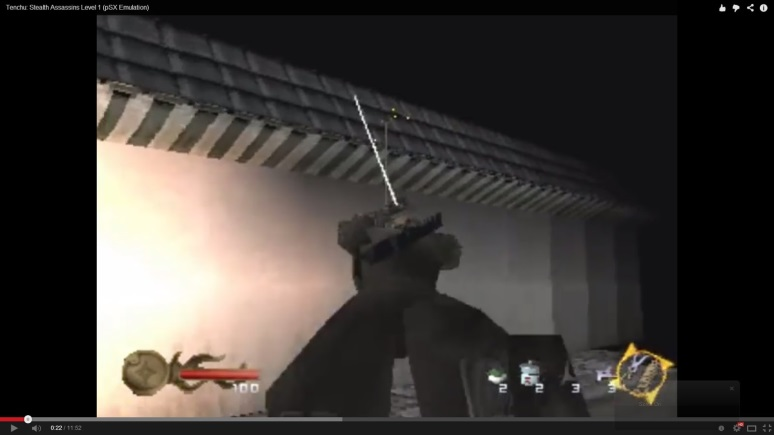 Tenchu: Stealth Assassins Level 1 (pSX Emulation)
100
2 2 3 3
0:22 / 11:52